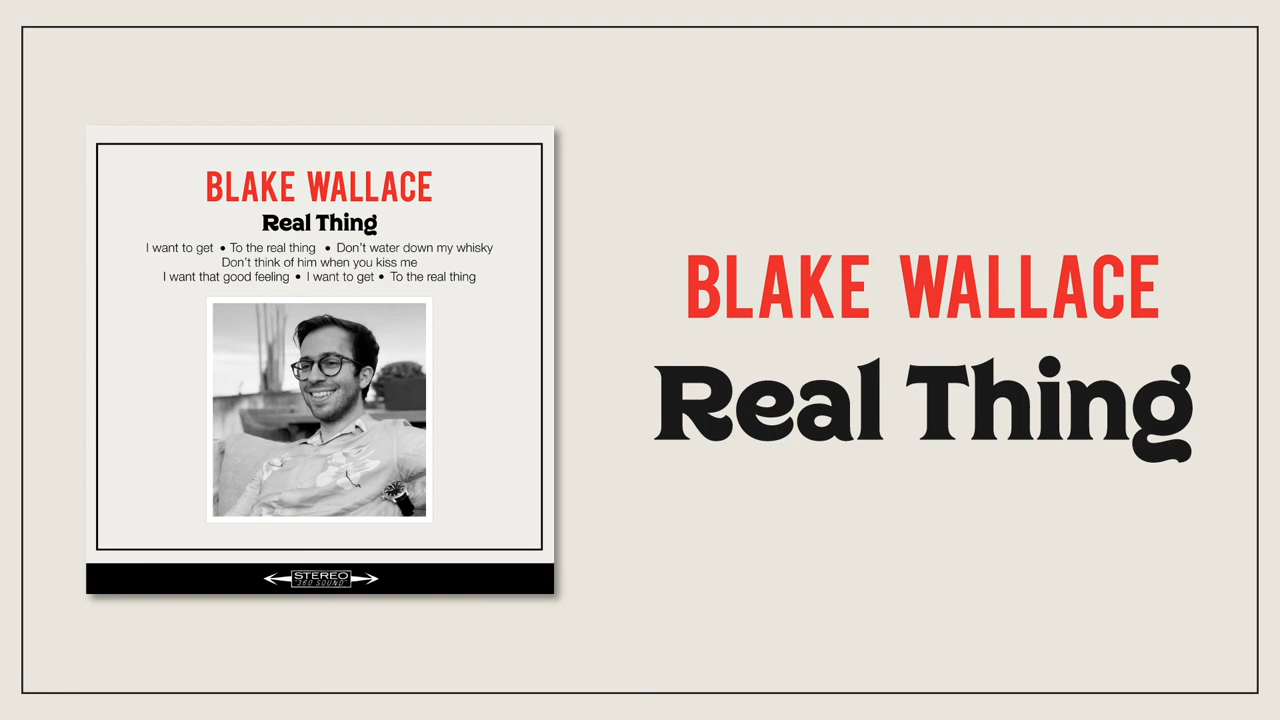 BLAKE WALLACE
Real Thing
I want to get • To the real thing • Don't water down my whisky
Don't think of him when you kiss me
I want that good feeling • I want to get • To the real thing
STEREO
"360 SOUND"
BLAKE WALLACE
Real Thing